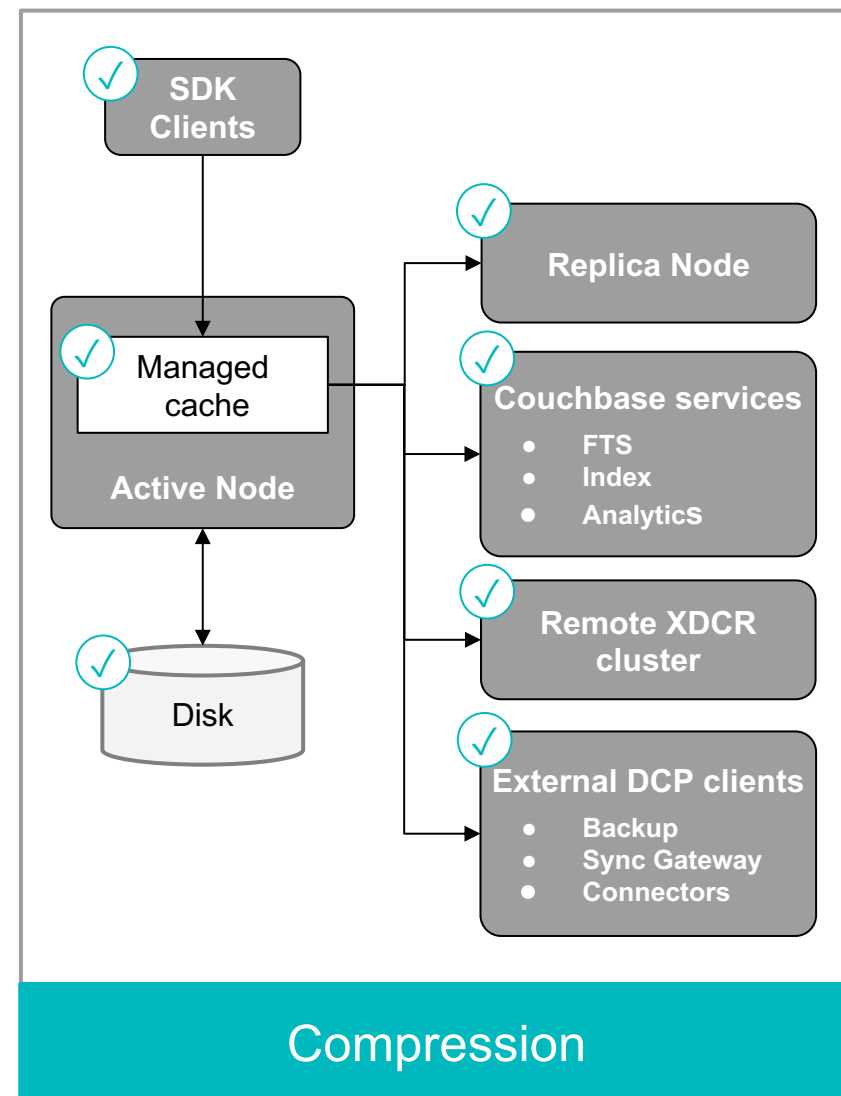 SDK
Clients
Managed
cache
Active Node
Disk
Replica Node
Couchbase services
● FTS
● Index
● Analytics
Remote XDCR
cluster
External DCP clients
● Backup
● Sync Gateway
● Connectors
Compression